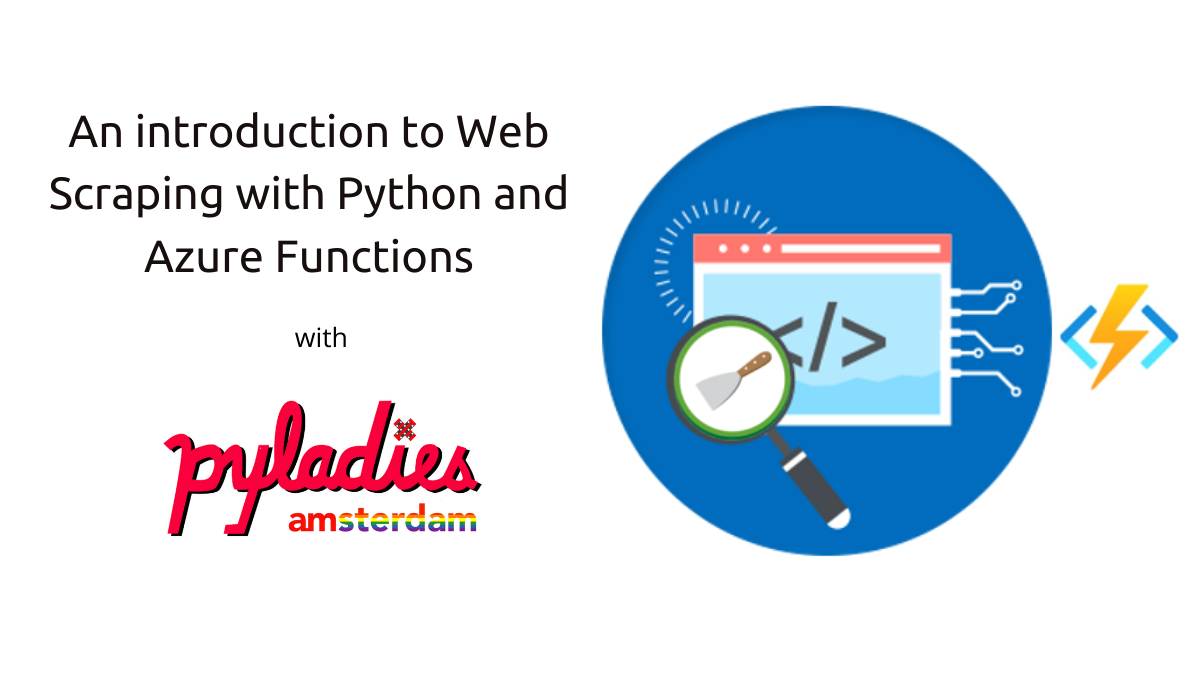 An introduction to Web
Scraping with Python and
Azure Functions
with
pyladies
amsterdam
</>